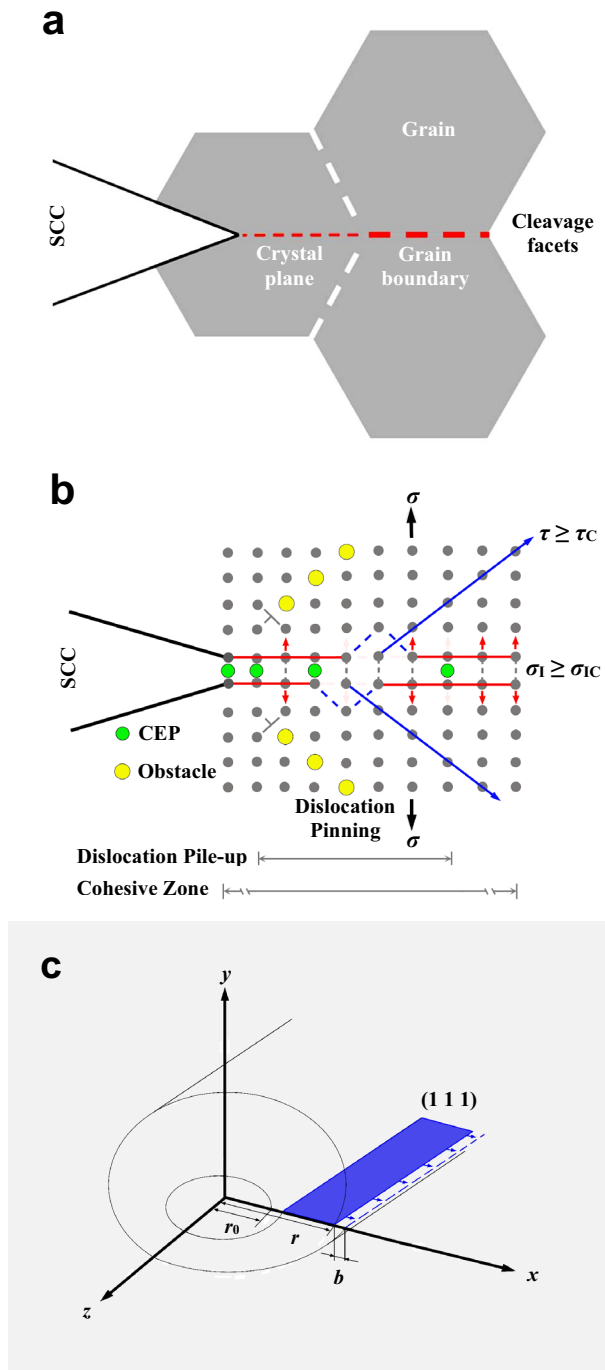 a
Grain
SCC
Cleavage
facets
Crystal
plane
Grain
boundary
b
σ
τ ≥ τC
SCC
σI ≥ σIC
CEP
Obstacle
Dislocation
Pinning
σ
Dislocation Pile-up
Cohesive Zone
c
y
(1 1 1)
r0
r
b
x
z